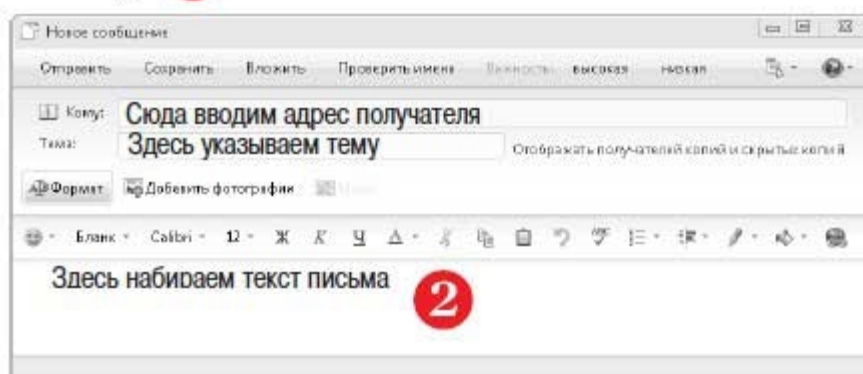 Новое сообщение
Отправить Сохранить Вложить Проверить имена Важность: высокая низкая
Кому: Сюда вводим адрес получателя
Тема: Здесь указываем тему Отображать получателей копий и скрытых копий
Формат Добавить фотографии
Бланк Calibri 12 Ж К Ч A
Здесь набираем текст письма
2